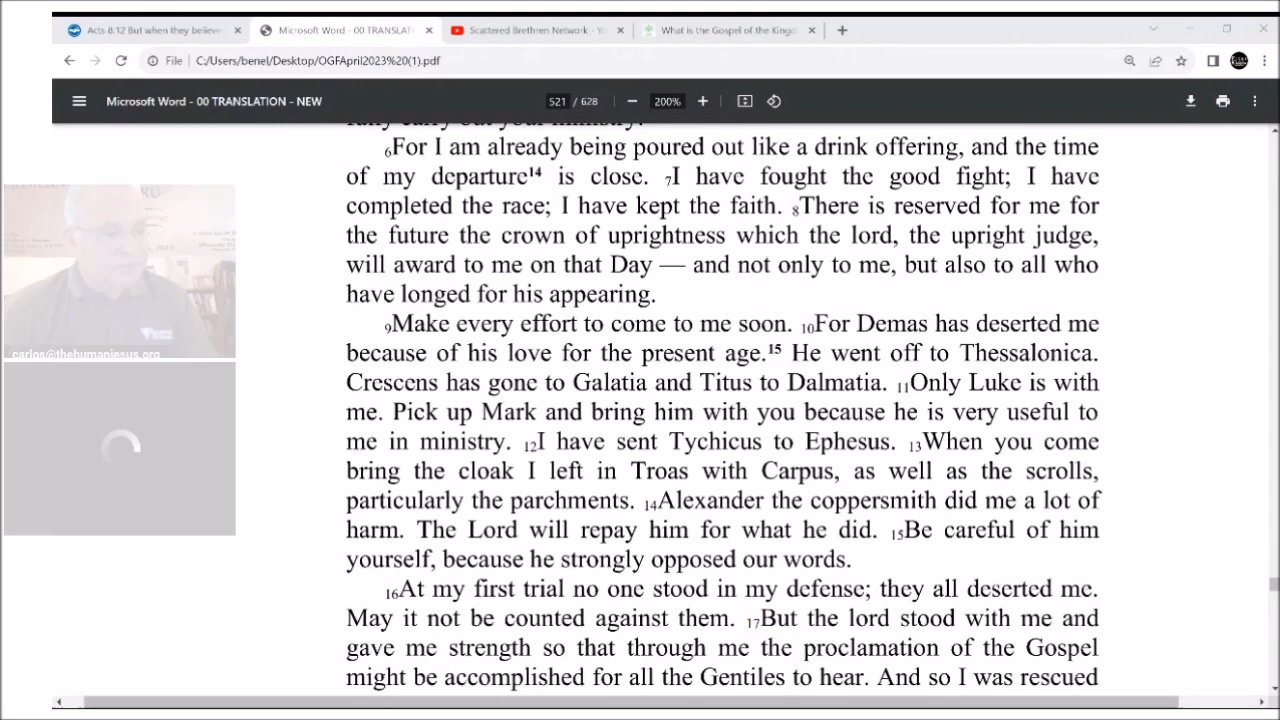 Acts 8:12 But when they believe
Microsoft Word - 00 TRANSLATI
Scattered Brethren Network - Yo
What is the Gospel of the Kingd
File
C:/Users/benel/Desktop/OGFApril2023%20(1).pdf
Microsoft Word - 00 TRANSLATION - NEW
521 / 628
200%
fully carry out your ministry.
6For I am already being poured out like a drink offering, and the time
of my departure14 is close. 7I have fought the good fight; I have
completed the race; I have kept the faith. 8There is reserved for me for
the future the crown of uprightness which the lord, the upright judge,
will award to me on that Day — and not only to me, but also to all who
have longed for his appearing.
9Make every effort to come to me soon. 10For Demas has deserted me
because of his love for the present age.15 He went off to Thessalonica.
Crescens has gone to Galatia and Titus to Dalmatia. 11Only Luke is with
me. Pick up Mark and bring him with you because he is very useful to
me in ministry. 12I have sent Tychicus to Ephesus. 13When you come
bring the cloak I left in Troas with Carpus, as well as the scrolls,
particularly the parchments. 14Alexander the coppersmith did me a lot of
harm. The Lord will repay him for what he did. 15Be careful of him
yourself, because he strongly opposed our words.
16At my first trial no one stood in my defense; they all deserted me.
May it not be counted against them. 17But the lord stood with me and
gave me strength so that through me the proclamation of the Gospel
might be accomplished for all the Gentiles to hear. And so I was rescued
carlos@thehumanjesus.org